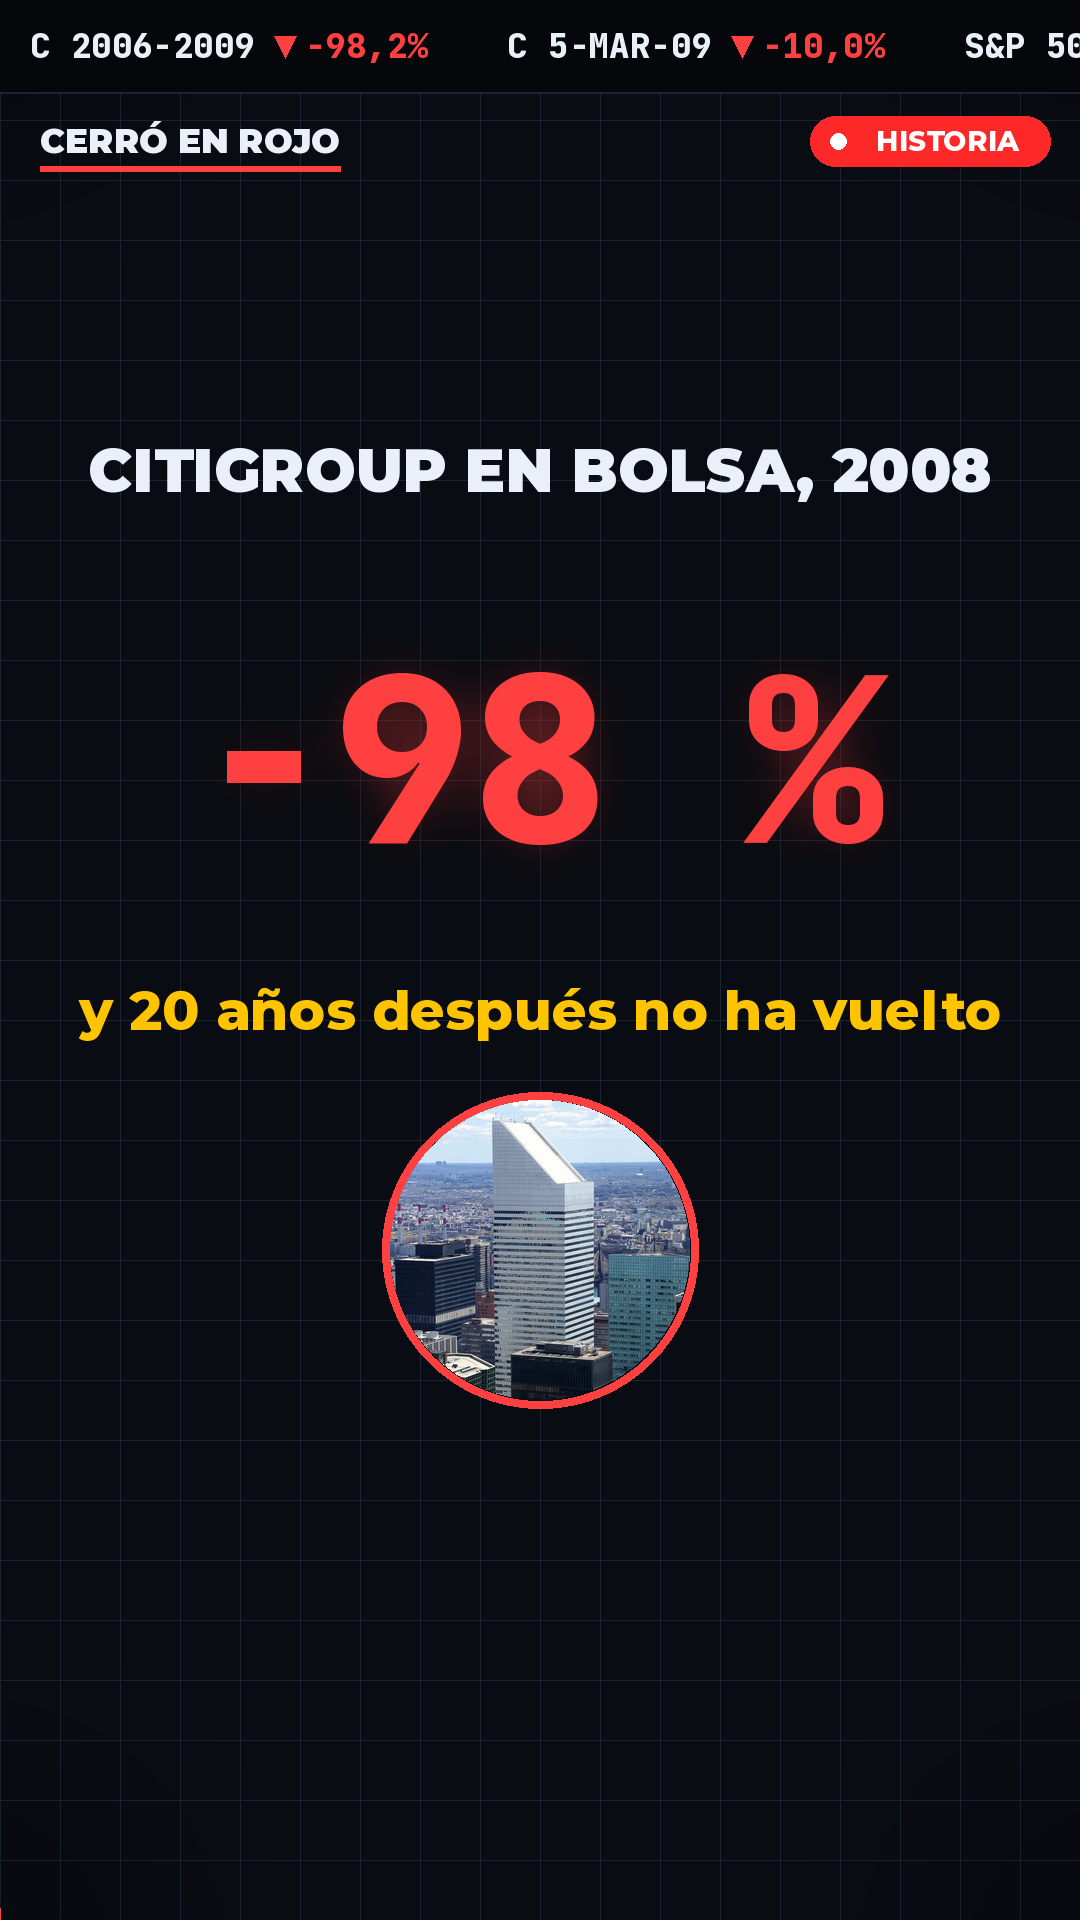 C 2006-2009 ▼ -98,2% C 5-MAR-09 ▼ -10,0% S&P 50
CERRÓ EN ROJO
HISTORIA
CITIGROUP EN BOLSA, 2008
-98 %
y 20 años después no ha vuelto